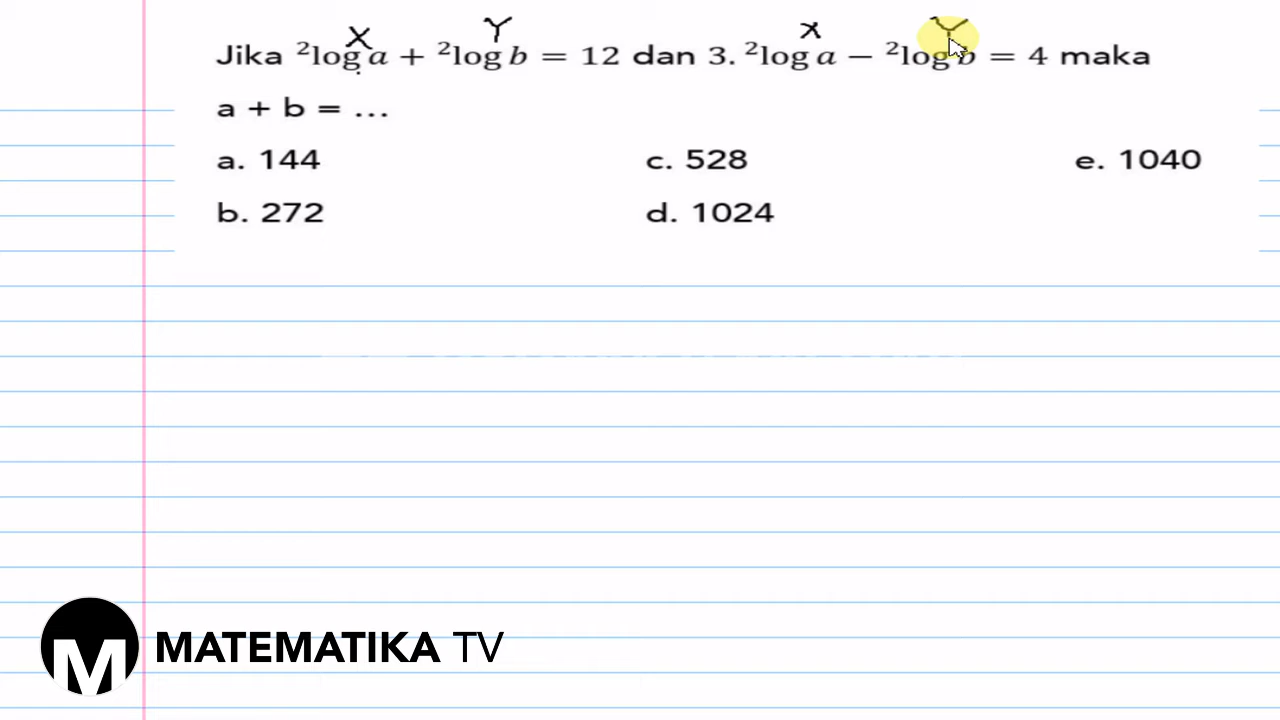 X Y x Y
Jika ²log a + ²log b = 12 dan 3. ²log a − ²log b = 4 maka
a + b = ...
a. 144 c. 528 e. 1040
b. 272 d. 1024
M MATEMATIKA TV